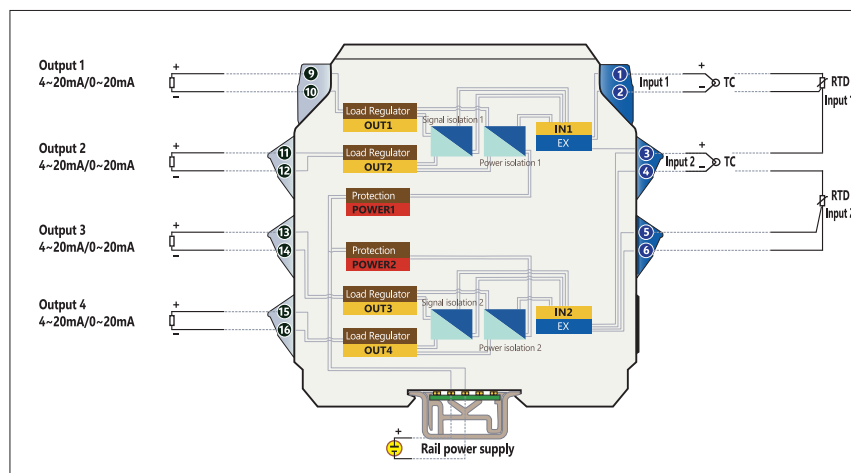 Output 1
4~20mA/0~20mA
+
−
9
10
Output 2
4~20mA/0~20mA
+
−
11
12
Output 3
4~20mA/0~20mA
+
−
13
14
Output 4
4~20mA/0~20mA
+
−
15
16
Load Regulator
OUT1
Load Regulator
OUT2
Signal isolation 1
Power isolation 1
IN1
EX
Protection
POWER1
Protection
POWER2
Load Regulator
OUT3
Load Regulator
OUT4
Signal isolation 2
Power isolation 2
IN2
EX
1
2
Input 1
+
−
TC
RTD
Input
3
4
Input 2
+
−
TC
RTD
Input
5
6
+
−
Rail power supply